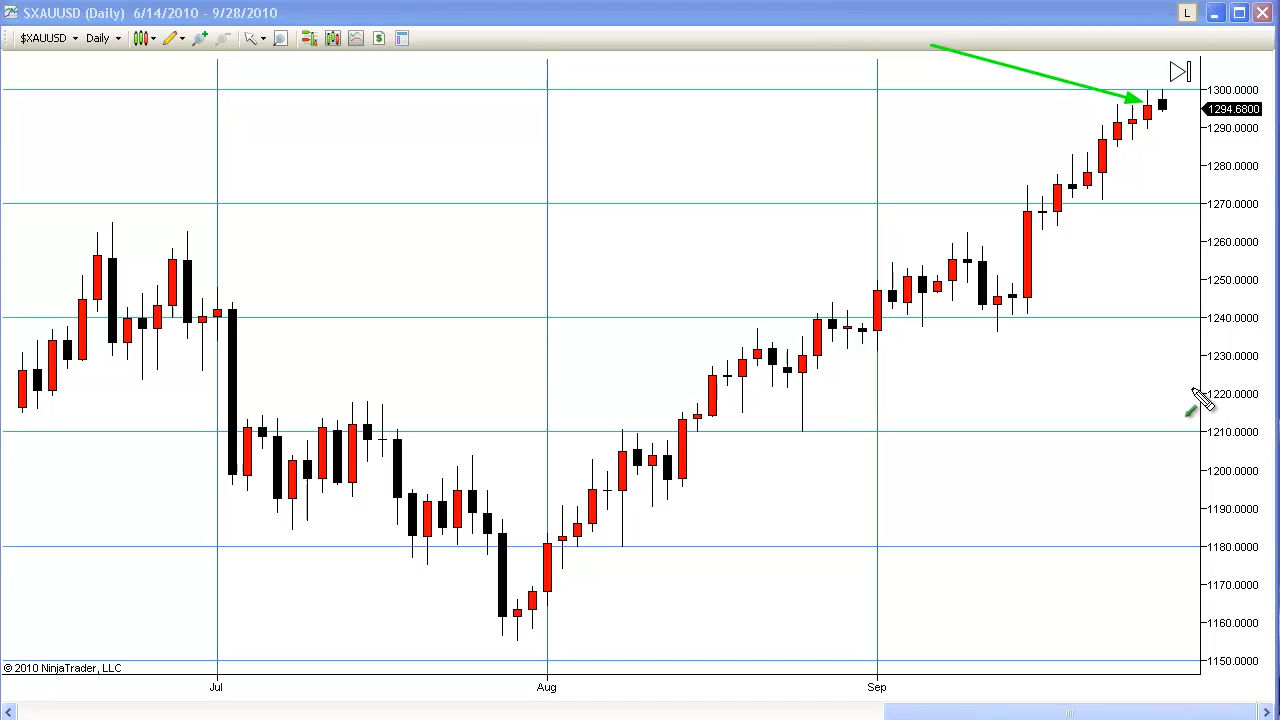 $XAUUSD (Daily)  6/14/2010 - 9/28/2010
L
$XAUUSD
Daily
$
1300.0000
1294.6800
1290.0000
1280.0000
1270.0000
1260.0000
1250.0000
1240.0000
1230.0000
1220.0000
1210.0000
1200.0000
1190.0000
1180.0000
1170.0000
1160.0000
1150.0000
© 2010 NinjaTrader, LLC
Jul
Aug
Sep